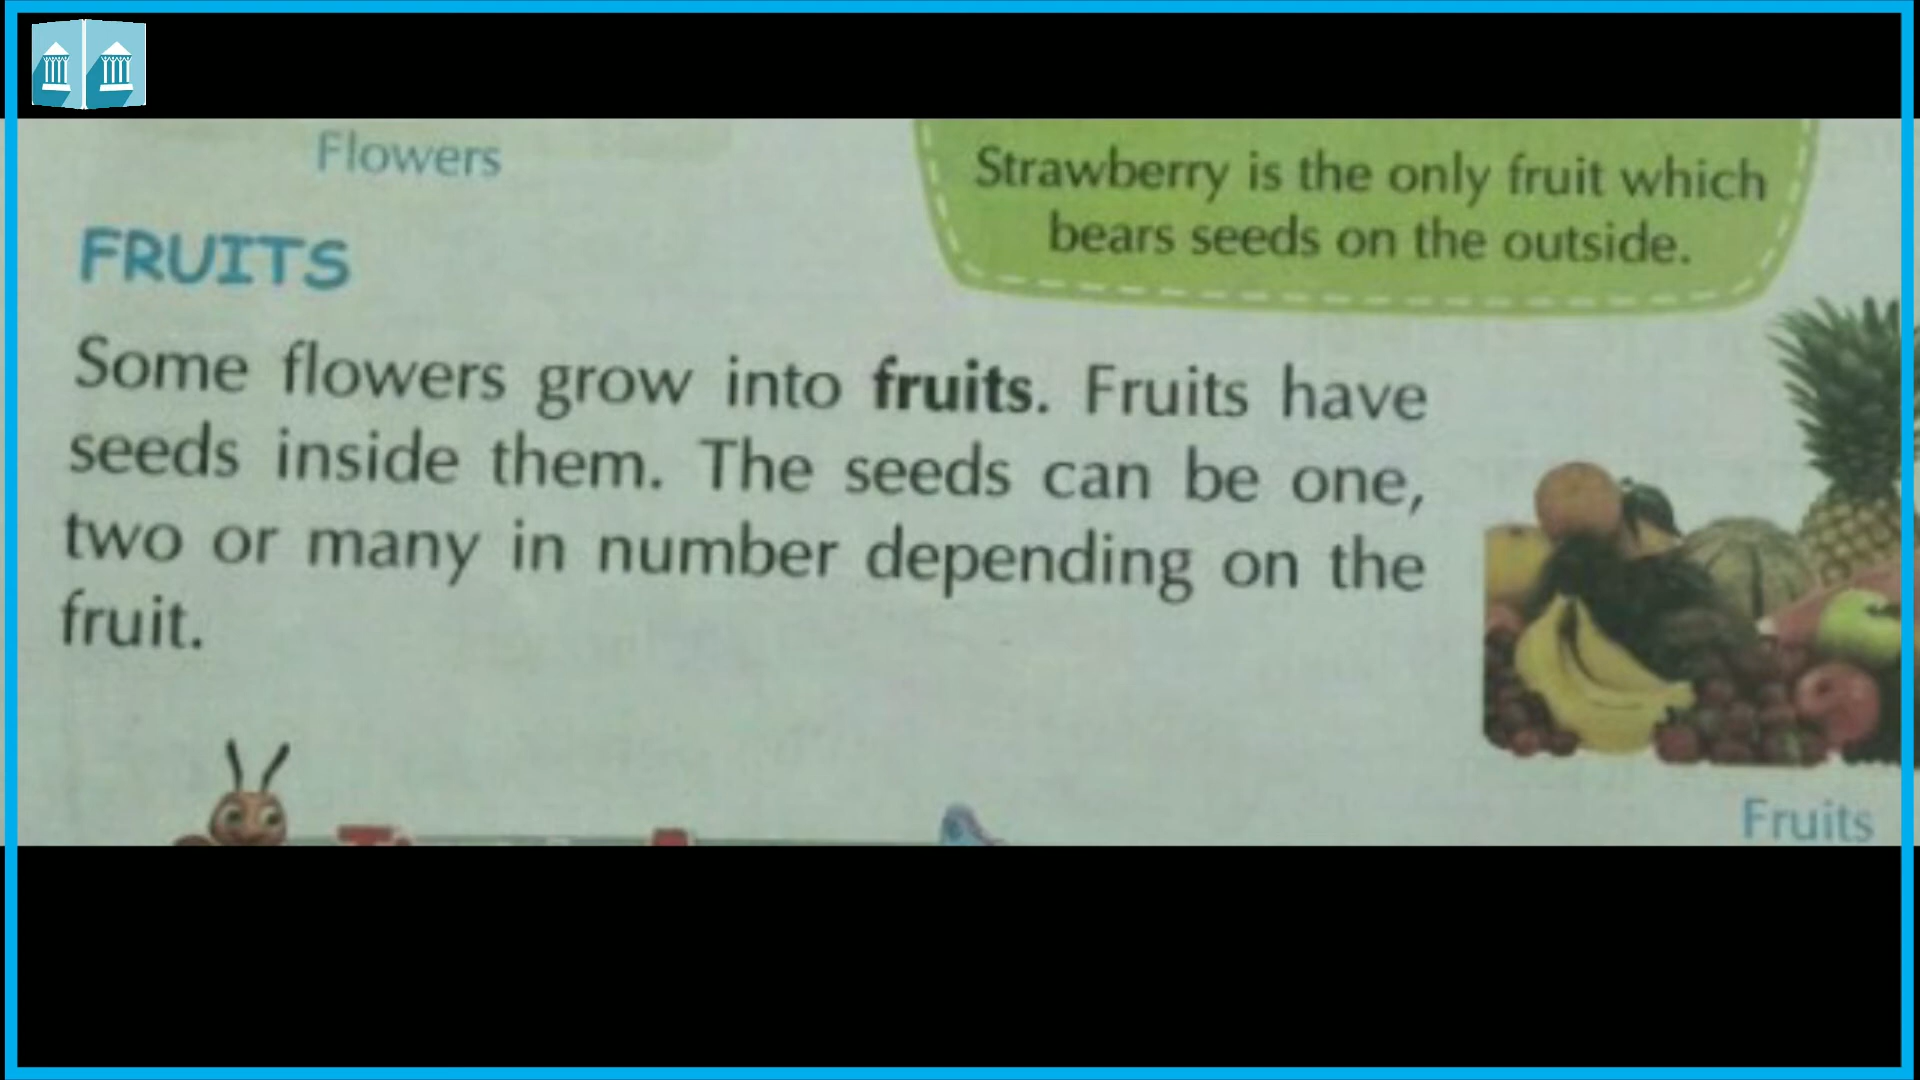 Flowers
Strawberry is the only fruit which
bears seeds on the outside.
FRUITS
Some flowers grow into fruits. Fruits have
seeds inside them. The seeds can be one,
two or many in number depending on the
fruit.
Fruits